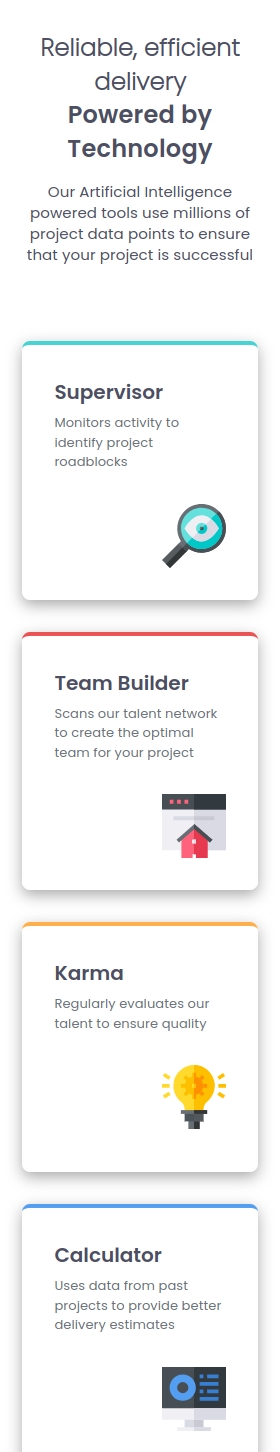 Reliable, efficient
delivery
Powered by
Technology
Our Artificial Intelligence
powered tools use millions of
project data points to ensure
that your project is successful
Supervisor
Monitors activity to
identify project
roadblocks
Team Builder
Scans our talent network
to create the optimal
team for your project
Karma
Regularly evaluates our
talent to ensure quality
Calculator
Uses data from past
projects to provide better
delivery estimates